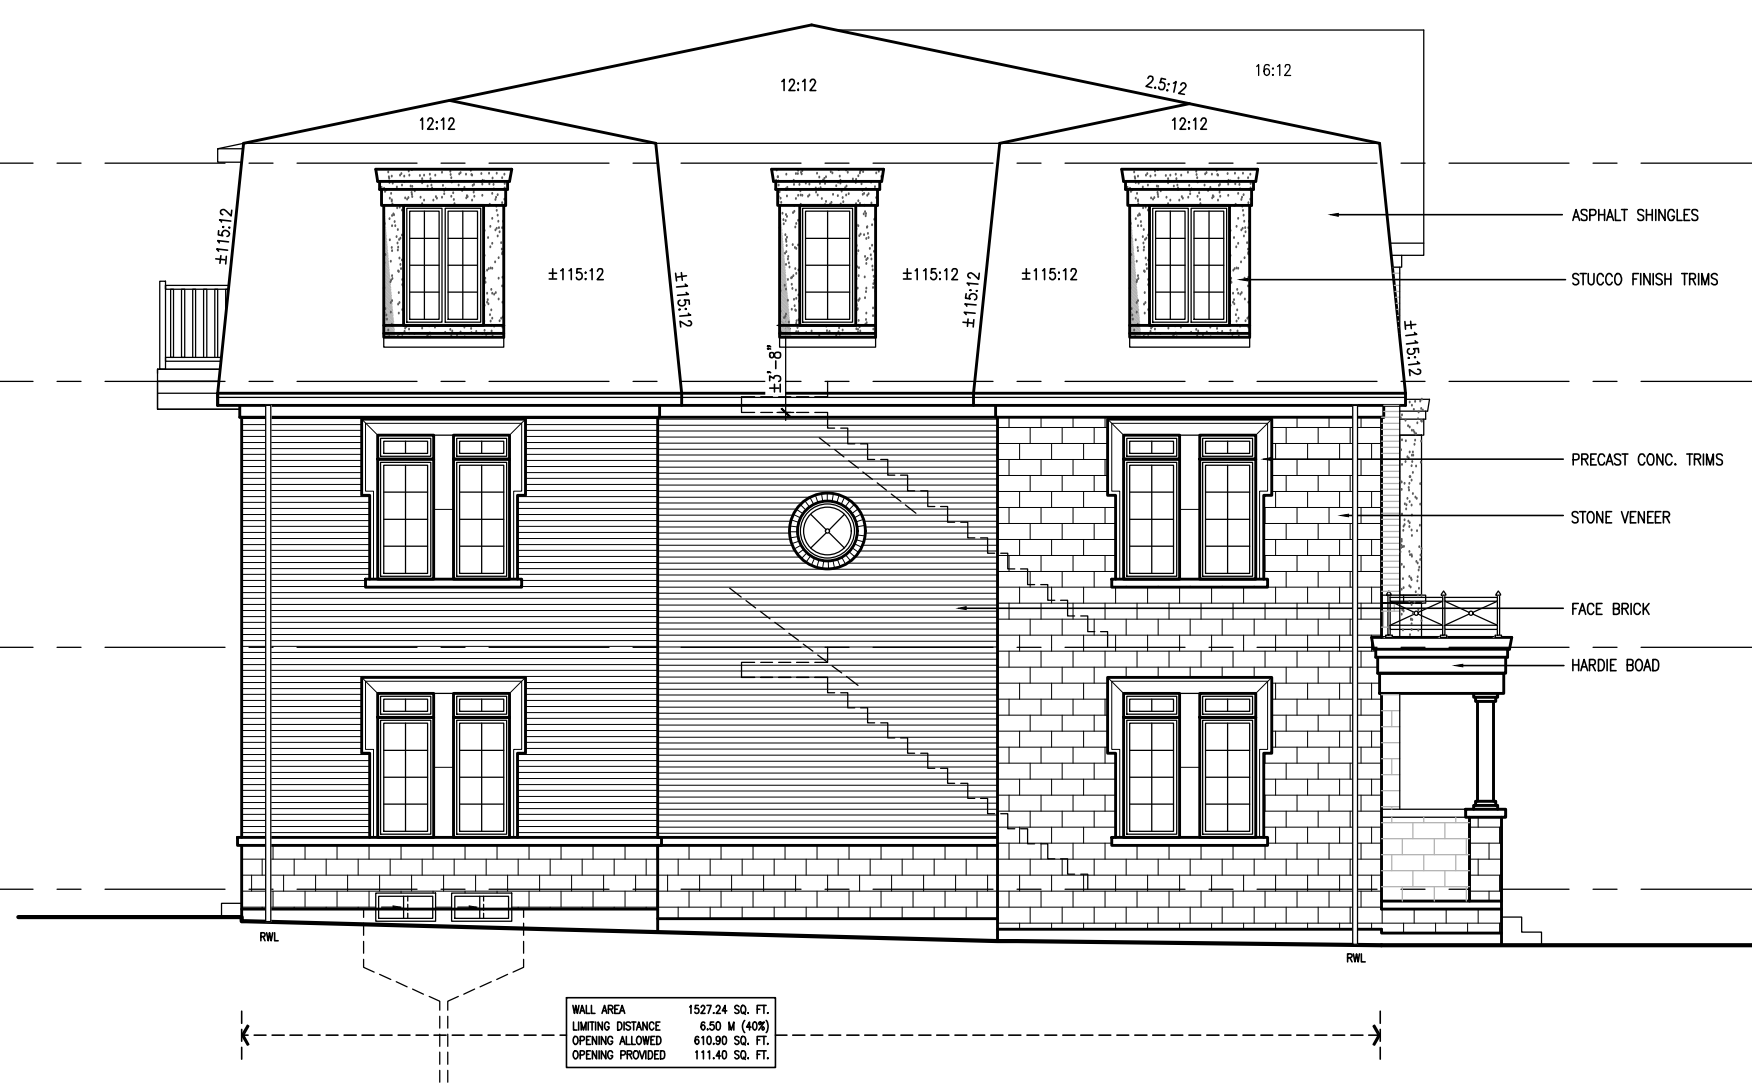 16:12
2.5:12
12:12
12:12
12:12
ASPHALT SHINGLES
±115:12
±115:12
±115:12
±115:12
STUCCO FINISH TRIMS
±115:12
±115:12
±115:12
±3'-8"
PRECAST CONC. TRIMS
STONE VENEER
FACE BRICK
HARDIE BOAD
RWL
RWL
WALL AREA 1527.24 SQ. FT.
LIMITING DISTANCE 6.50 M (40%)
OPENING ALLOWED 610.90 SQ. FT.
OPENING PROVIDED 111.40 SQ. FT.